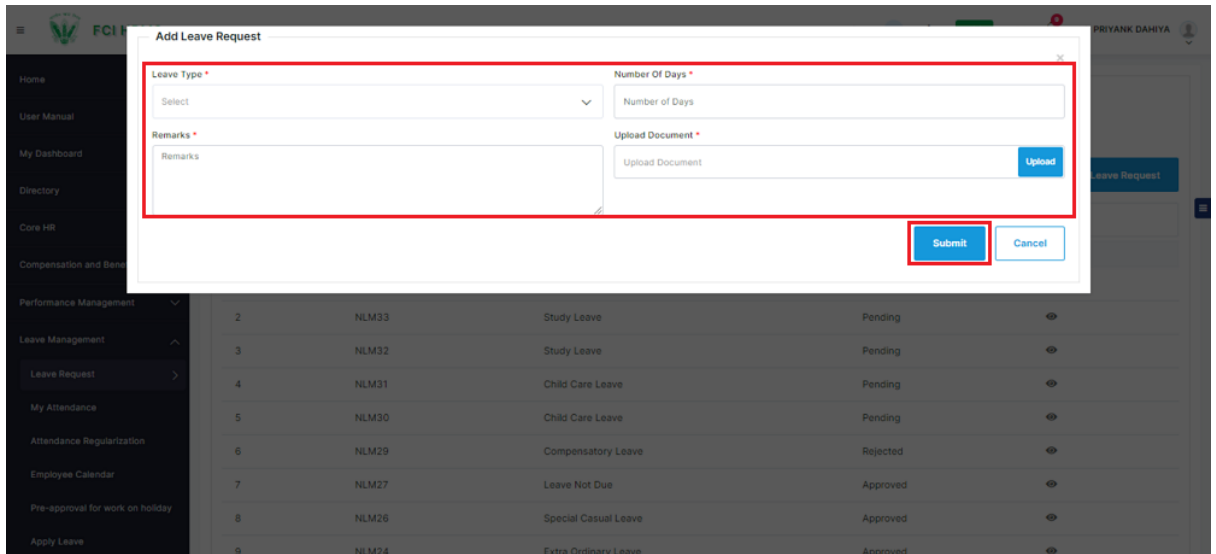 FCI H
Add Leave Request
PRIYANK DAHIYA
Leave Type *
Number Of Days *
Select
Number of Days
Remarks *
Upload Document *
Remarks
Upload Document
Upload
Submit
Cancel
Leave Request
Home
User Manual
My Dashboard
Directory
Core HR
Compensation and Bene
Performance Management
Leave Management
Leave Request
My Attendance
Attendance Regularization
Employee Calendar
Pre-approval for work on holiday
Apply Leave
2 NLM33 Study Leave Pending
3 NLM32 Study Leave Pending
4 NLM31 Child Care Leave Pending
5 NLM30 Child Care Leave Pending
6 NLM29 Compensatory Leave Rejected
7 NLM27 Leave Not Due Approved
8 NLM26 Special Casual Leave Approved
9 NLM24 Extra Ordinary Leave Approved